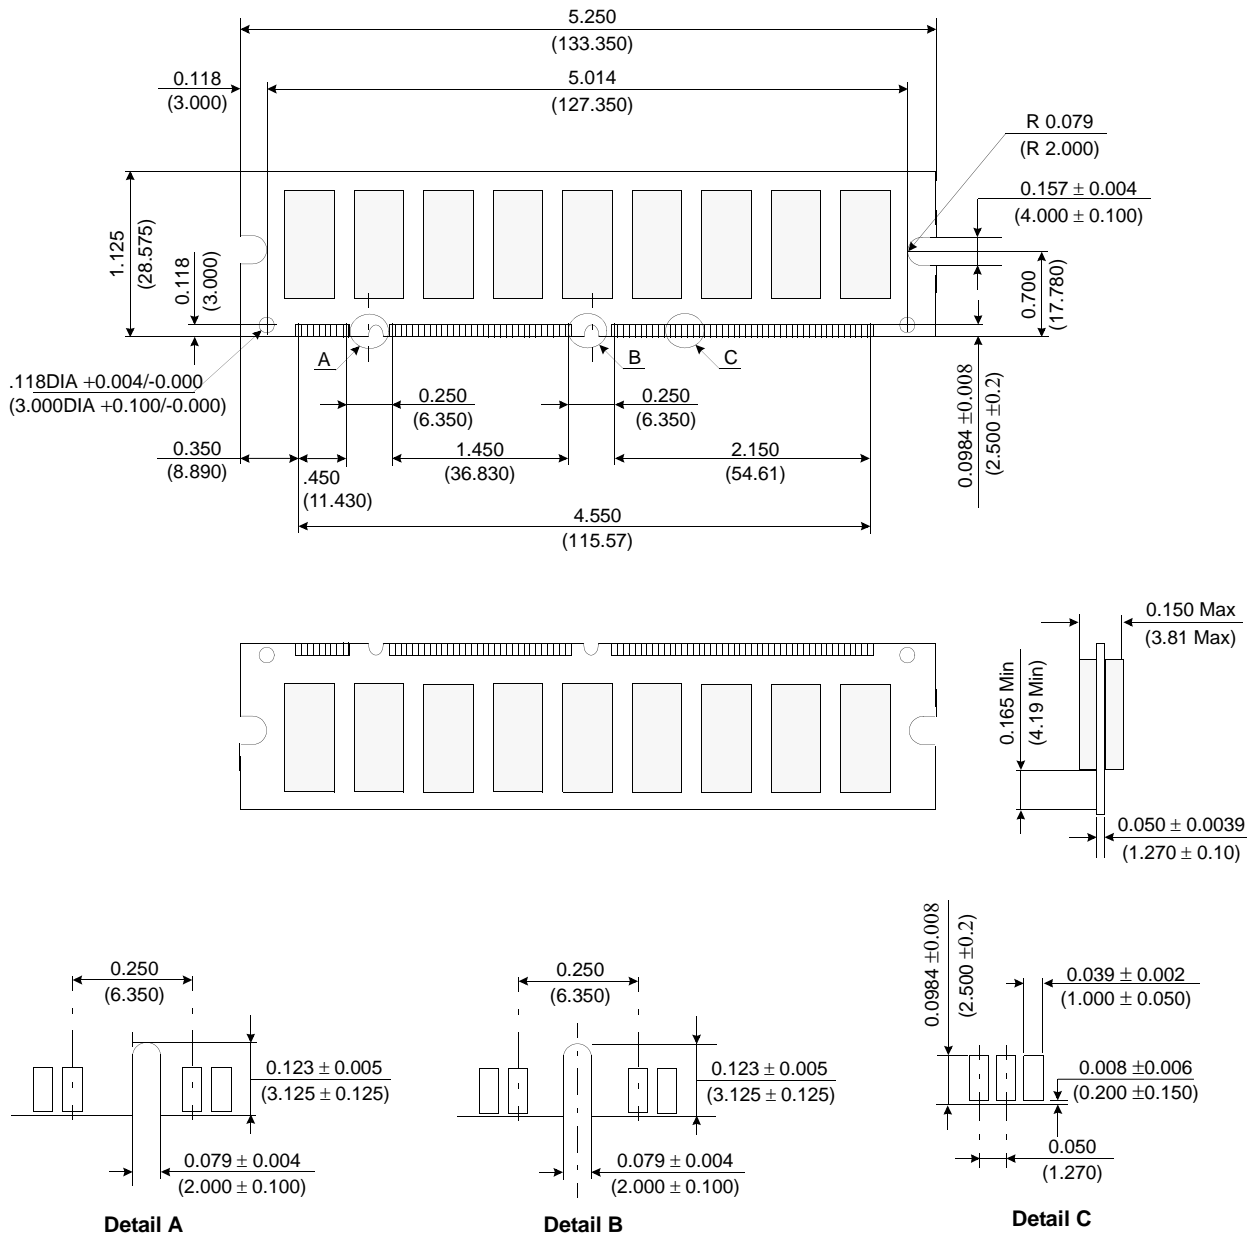 5.250
(133.350)
0.118
(3.000)
5.014
(127.350)
R 0.079
(R 2.000)
0.157 ± 0.004
(4.000 ± 0.100)
1.125
(28.575)
0.118
(3.000)
0.700
(17.780)
A
B
C
.118DIA +0.004/-0.000
(3.000DIA +0.100/-0.000)
0.250
(6.350)
0.250
(6.350)
0.0984 ±0.008
(2.500 ±0.2)
0.350
(8.890)
.450
(11.430)
1.450
(36.830)
2.150
(54.61)
4.550
(115.57)
0.150 Max
(3.81 Max)
0.165 Min
(4.19 Min)
0.050 ± 0.0039
(1.270 ± 0.10)
0.250
(6.350)
0.123 ± 0.005
(3.125 ± 0.125)
0.079 ± 0.004
(2.000 ± 0.100)
Detail A
0.250
(6.350)
0.123 ± 0.005
(3.125 ± 0.125)
0.079 ± 0.004
(2.000 ± 0.100)
Detail B
0.0984 ±0.008
(2.500 ±0.2)
0.039 ± 0.002
(1.000 ± 0.050)
0.008 ±0.006
(0.200 ±0.150)
0.050
(1.270)
Detail C